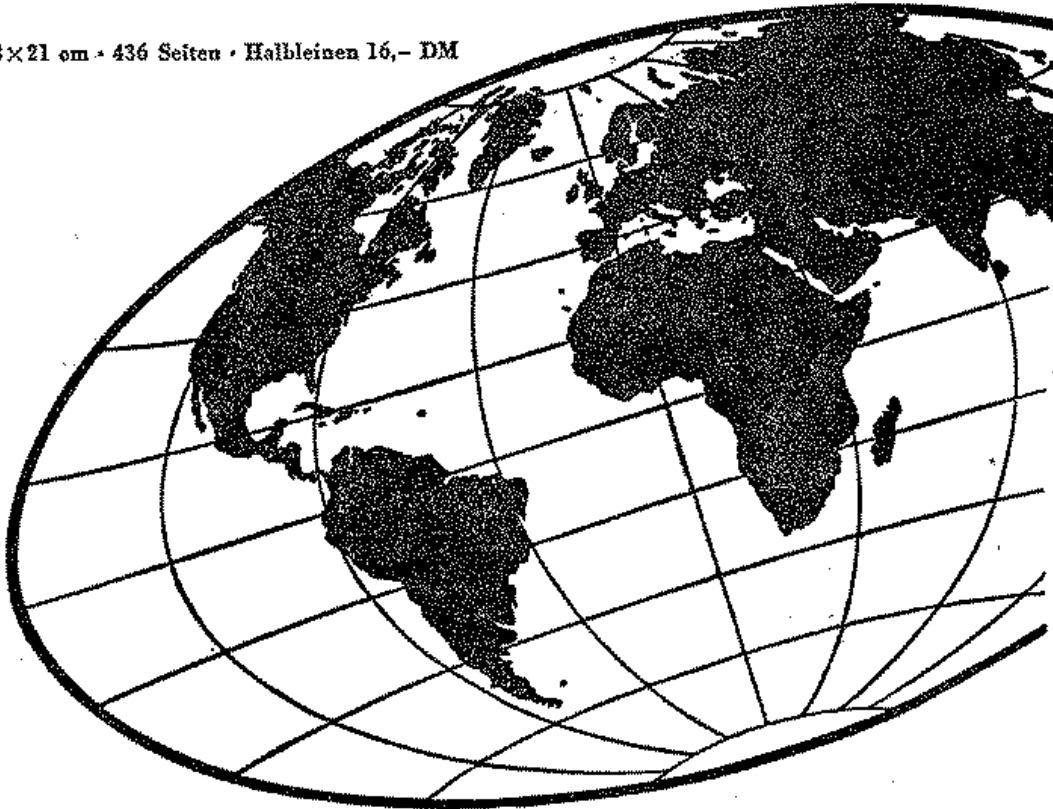 ×21 cm · 436 Seiten · Halbleinen 16,– DM